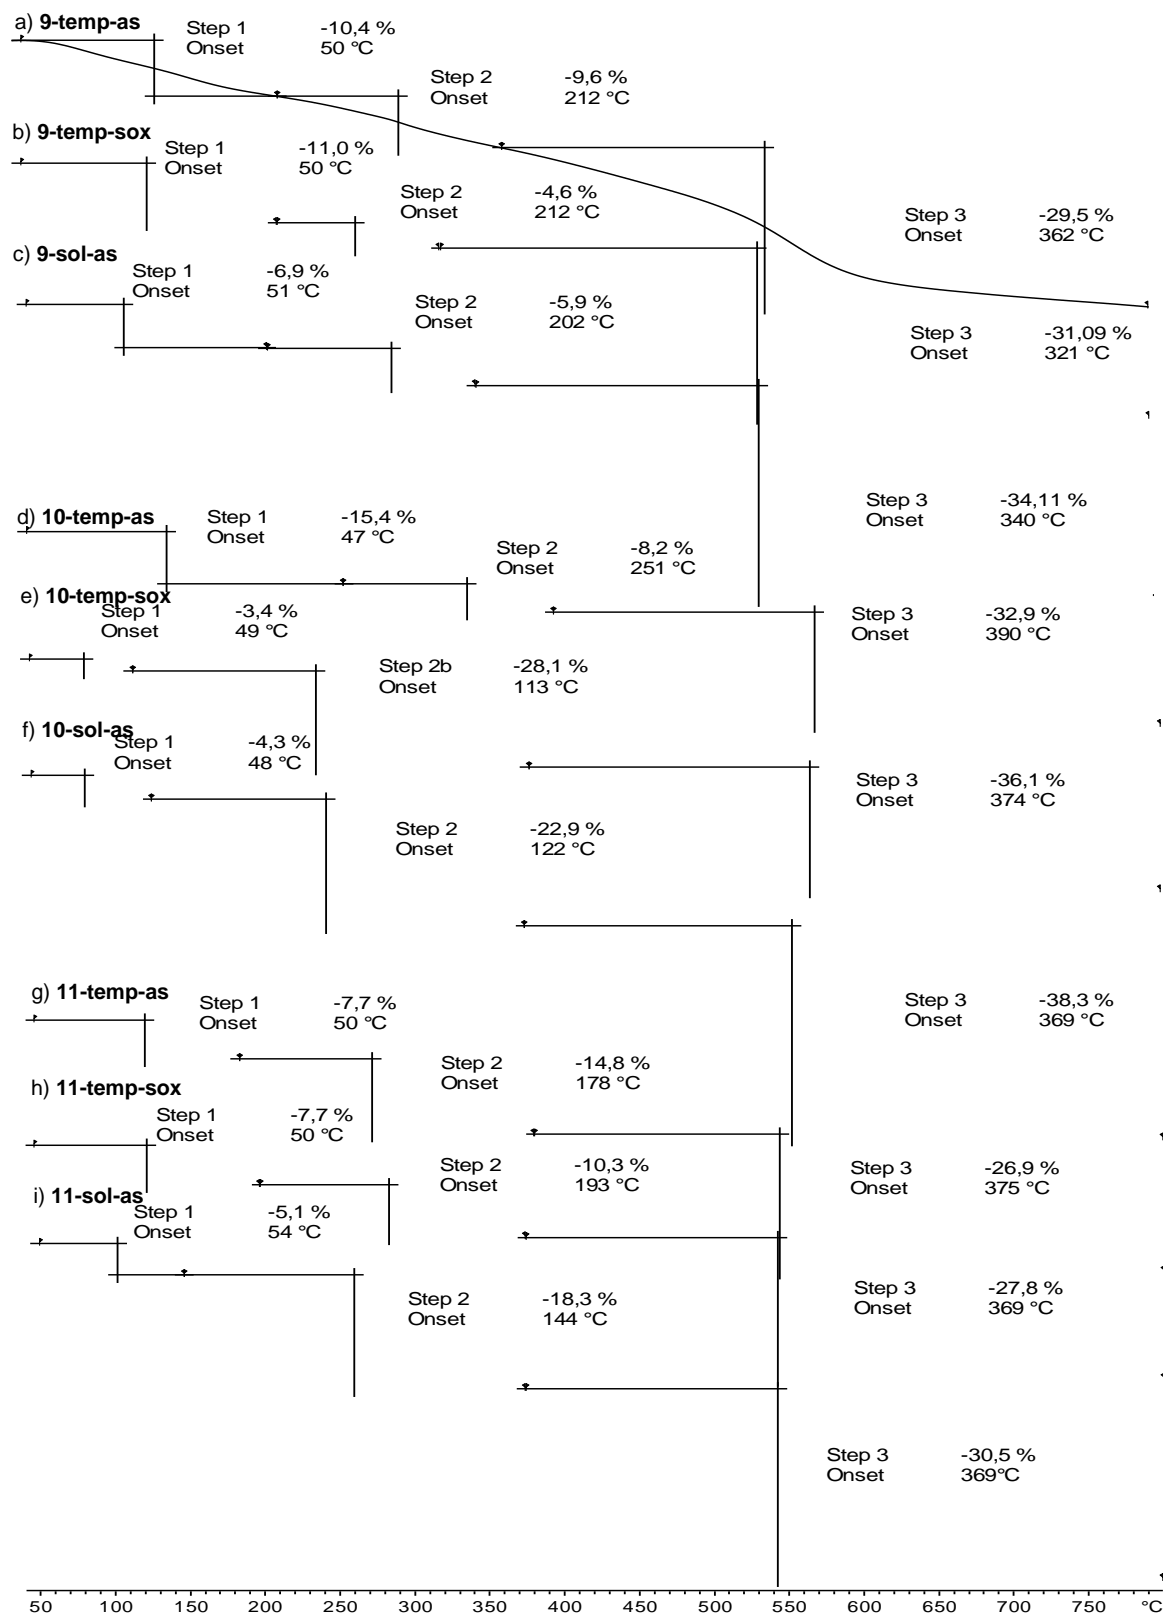 a) 9-temp-as
Step 1 -10,4 %
Onset 50 °C
Step 2 -9,6 %
Onset 212 °C
b) 9-temp-sox
Step 1 -11,0 %
Onset 50 °C
Step 2 -4,6 %
Onset 212 °C
Step 3 -29,5 %
Onset 362 °C
c) 9-sol-as
Step 1 -6,9 %
Onset 51 °C
Step 2 -5,9 %
Onset 202 °C
Step 3 -31,09 %
Onset 321 °C
Step 3 -34,11 %
Onset 340 °C
d) 10-temp-as
Step 1 -15,4 %
Onset 47 °C
Step 2 -8,2 %
Onset 251 °C
e) 10-temp-sox
Step 1 -3,4 %
Onset 49 °C
Step 3 -32,9 %
Onset 390 °C
Step 2b -28,1 %
Onset 113 °C
f) 10-sol-as
Step 1 -4,3 %
Onset 48 °C
Step 3 -36,1 %
Onset 374 °C
Step 2 -22,9 %
Onset 122 °C
g) 11-temp-as
Step 1 -7,7 %
Onset 50 °C
Step 3 -38,3 %
Onset 369 °C
Step 2 -14,8 %
Onset 178 °C
h) 11-temp-sox
Step 1 -7,7 %
Onset 50 °C
Step 2 -10,3 %
Onset 193 °C
Step 3 -26,9 %
Onset 375 °C
i) 11-sol-as
Step 1 -5,1 %
Onset 54 °C
Step 2 -18,3 %
Onset 144 °C
Step 3 -27,8 %
Onset 369 °C
Step 3 -30,5 %
Onset 369°C
50 100 150 200 250 300 350 400 450 500 550 600 650 700 750 °C